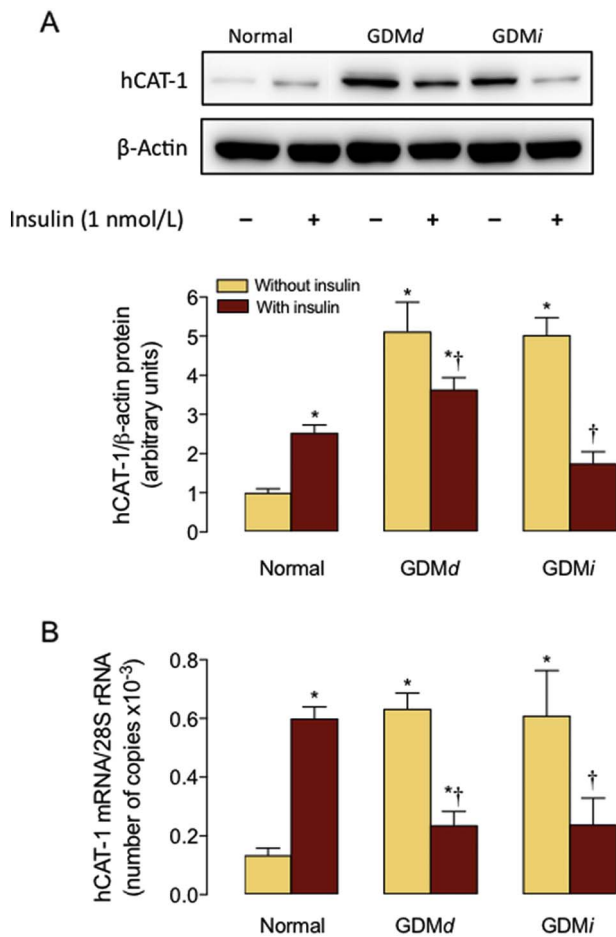 A
Normal GDMd GDMi
hCAT-1
β-Actin
Insulin (1 nmol/L) – + – + – +
Without insulin
With insulin
hCAT-1/β-actin protein
(arbitrary units)
6
5
4
3
2
1
0
*
*
*†
*
†
Normal GDMd GDMi
B
hCAT-1 mRNA/28S rRNA
(number of copies x10⁻³)
0.8
0.6
0.4
0.2
0.0
*
*
*†
*
†
Normal GDMd GDMi